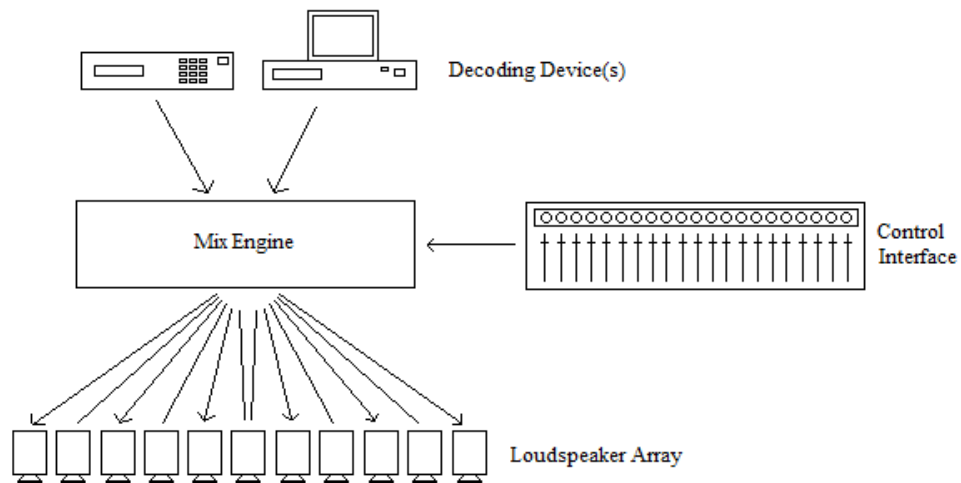 Decoding Device(s)
Mix Engine
Control
Interface
Loudspeaker Array